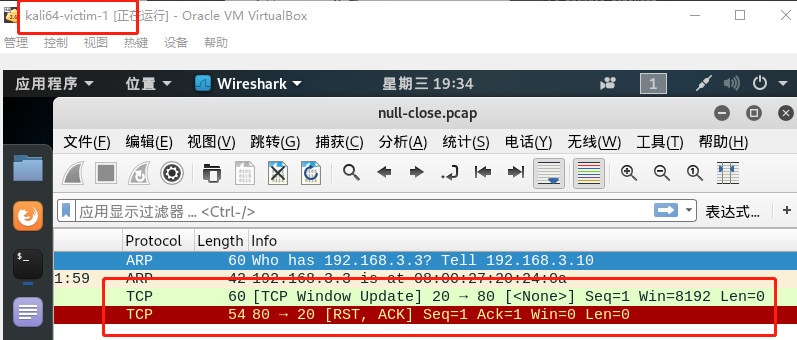 kali64-victim-1 [正在运行] - Oracle VM VirtualBox
管理 控制 视图 热键 设备 帮助
应用程序 位置 Wireshark 星期三 19:34 1
null-close.pcap
文件(F) 编辑(E) 视图(V) 跳转(G) 捕获(C) 分析(A) 统计(S) 电话(Y) 无线(W) 工具(T) 帮助(H)
应用显示过滤器 … <Ctrl-/> 表达式… +
Protocol Length Info
ARP 60 Who has 192.168.3.3? Tell 192.168.3.10
1:59 ARP 42 192.168.3.3 is at 08:00:27:20:24:0a
TCP 60 [TCP Window Update] 20 → 80 [<None>] Seq=1 Win=8192 Len=0
TCP 54 80 → 20 [RST, ACK] Seq=1 Ack=1 Win=0 Len=0